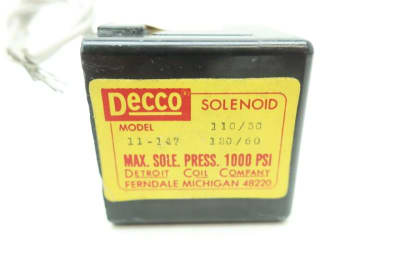 Decco SOLENOID
MODEL 110/50
11-147 120/60
MAX. SOLE. PRESS. 1000 PSI
DETROIT COIL COMPANY
FERNDALE MICHIGAN 48220